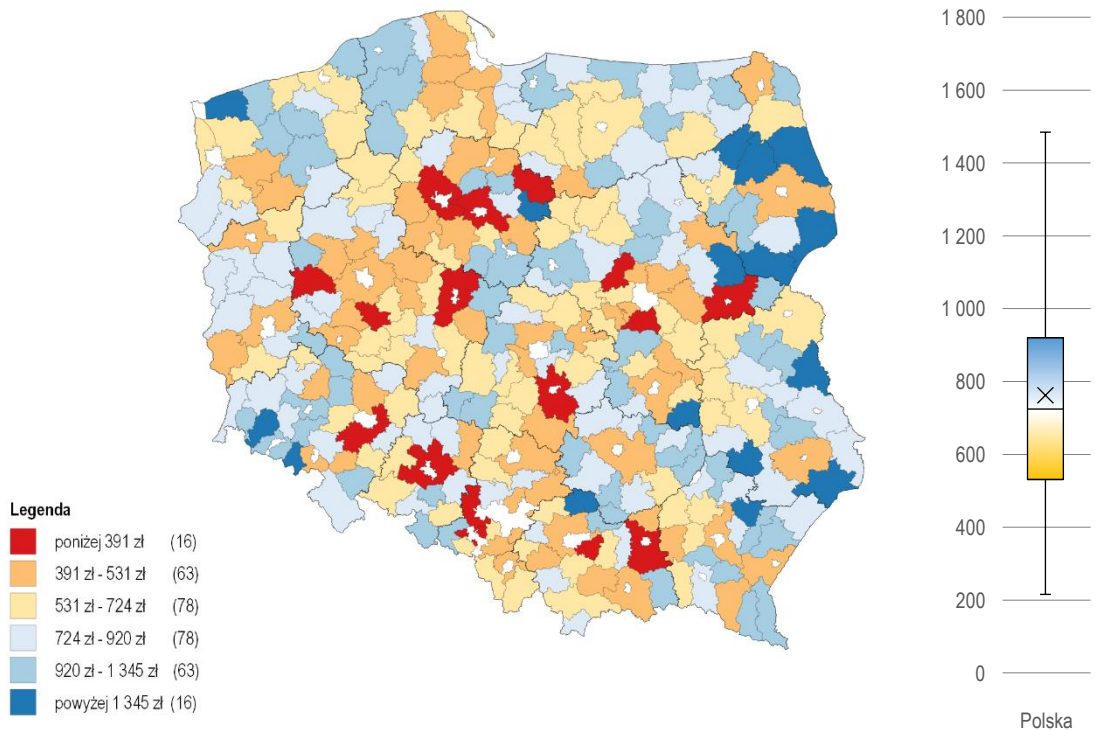 Legenda
poniżej 391 zł (16)
391 zł - 531 zł (63)
531 zł - 724 zł (78)
724 zł - 920 zł (78)
920 zł - 1 345 zł (63)
powyżej 1 345 zł (16)
1 800
1 600
1 400
1 200
1 000
800
600
400
200
0
Polska